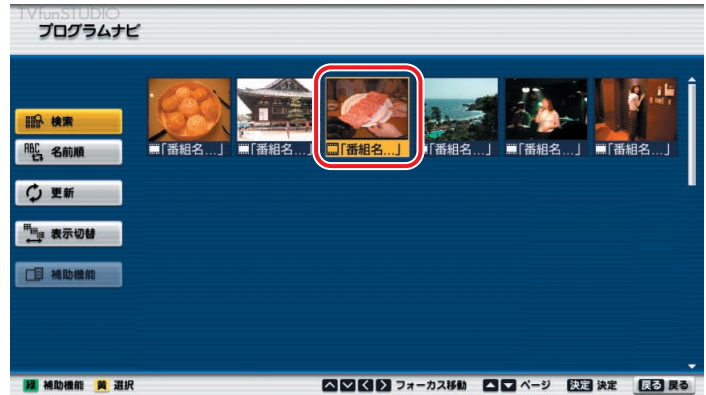 TVfunSTUDIO
プログラムナビ
検索
ABC 名前順
更新
表示切替
補助機能
「番組名...」
「番組名...」
「番組名...」
「番組名...」
「番組名...」
「番組名...」
緑 補助機能 黄 選択
フォーカス移動 ページ 決定 決定 戻る 戻る